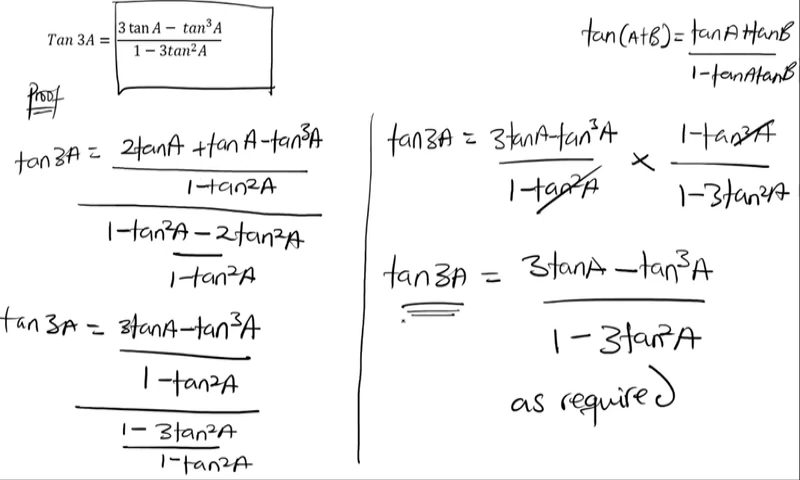 Tan 3A = 3 tan A − tan³ A / 1 − 3tan² A
tan(A+B) = tanA+tanB / 1-tanAtanB
Proof
tan3A = 2tanA + tanA - tan³A
1-tan²A
1-tan²A - 2tan²A
1-tan²A
tan3A = 3tanA - tan³A
1-tan²A
1 - 3tan²A
1-tan²A
tan3A = 3tanA-tan³A / 1-tan²A × 1-tan²A / 1-3tan²A
tan3A = 3tanA - tan³A
1 - 3tan²A
as required